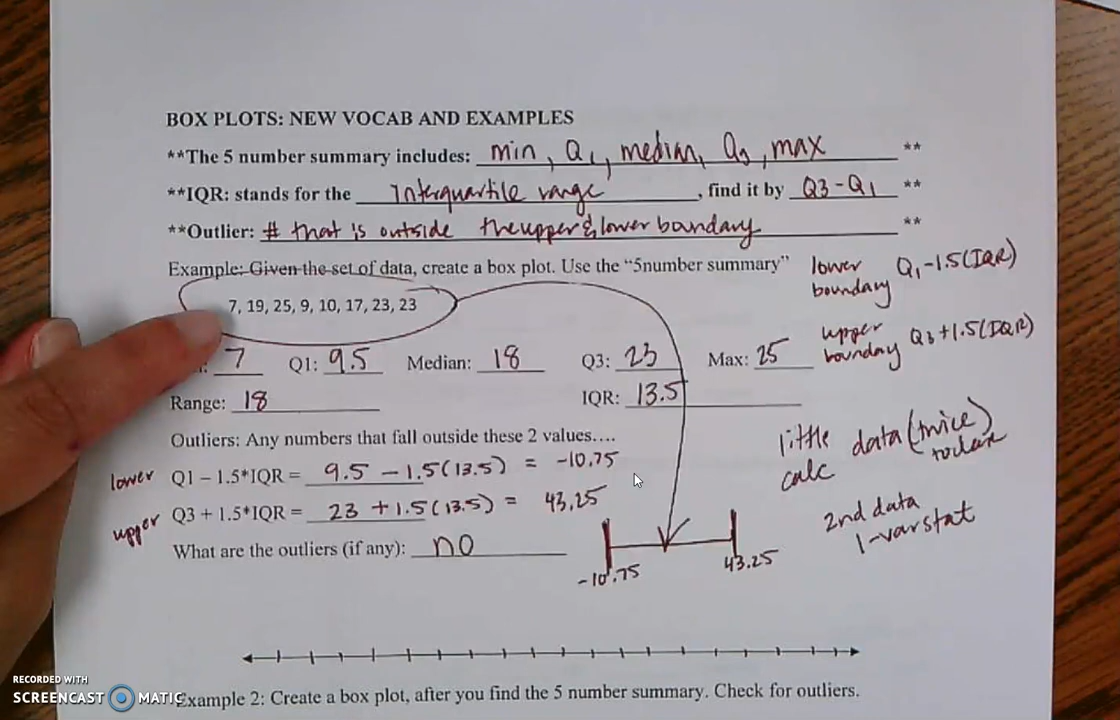 BOX PLOTS: NEW VOCAB AND EXAMPLES
**The 5 number summary includes: min, Q1, median, Q3, max **
**IQR: stands for the Interquartile range, find it by Q3-Q1 **
**Outlier: # that is outside the upper & lower boundary **
Example: Given the set of data, create a box plot. Use the “5number summary”
lower boundary Q1-1.5(IQR)
7, 19, 25, 9, 10, 17, 23, 23
upper boundary Q3+1.5(IQR)
: 7 Q1: 9.5 Median: 18 Q3: 23 Max: 25
Range: 18 IQR: 13.5
Outliers: Any numbers that fall outside these 2 values….
little data (twice)
calc
lower Q1 – 1.5*IQR = 9.5 - 1.5(13.5) = -10.75
upper Q3 + 1.5*IQR = 23 + 1.5(13.5) = 43.25
2nd data
1-varstat
What are the outliers (if any): no
-10.75 43.25
RECORDED WITH
SCREENCAST MATIC
Example 2: Create a box plot, after you find the 5 number summary. Check for outliers.